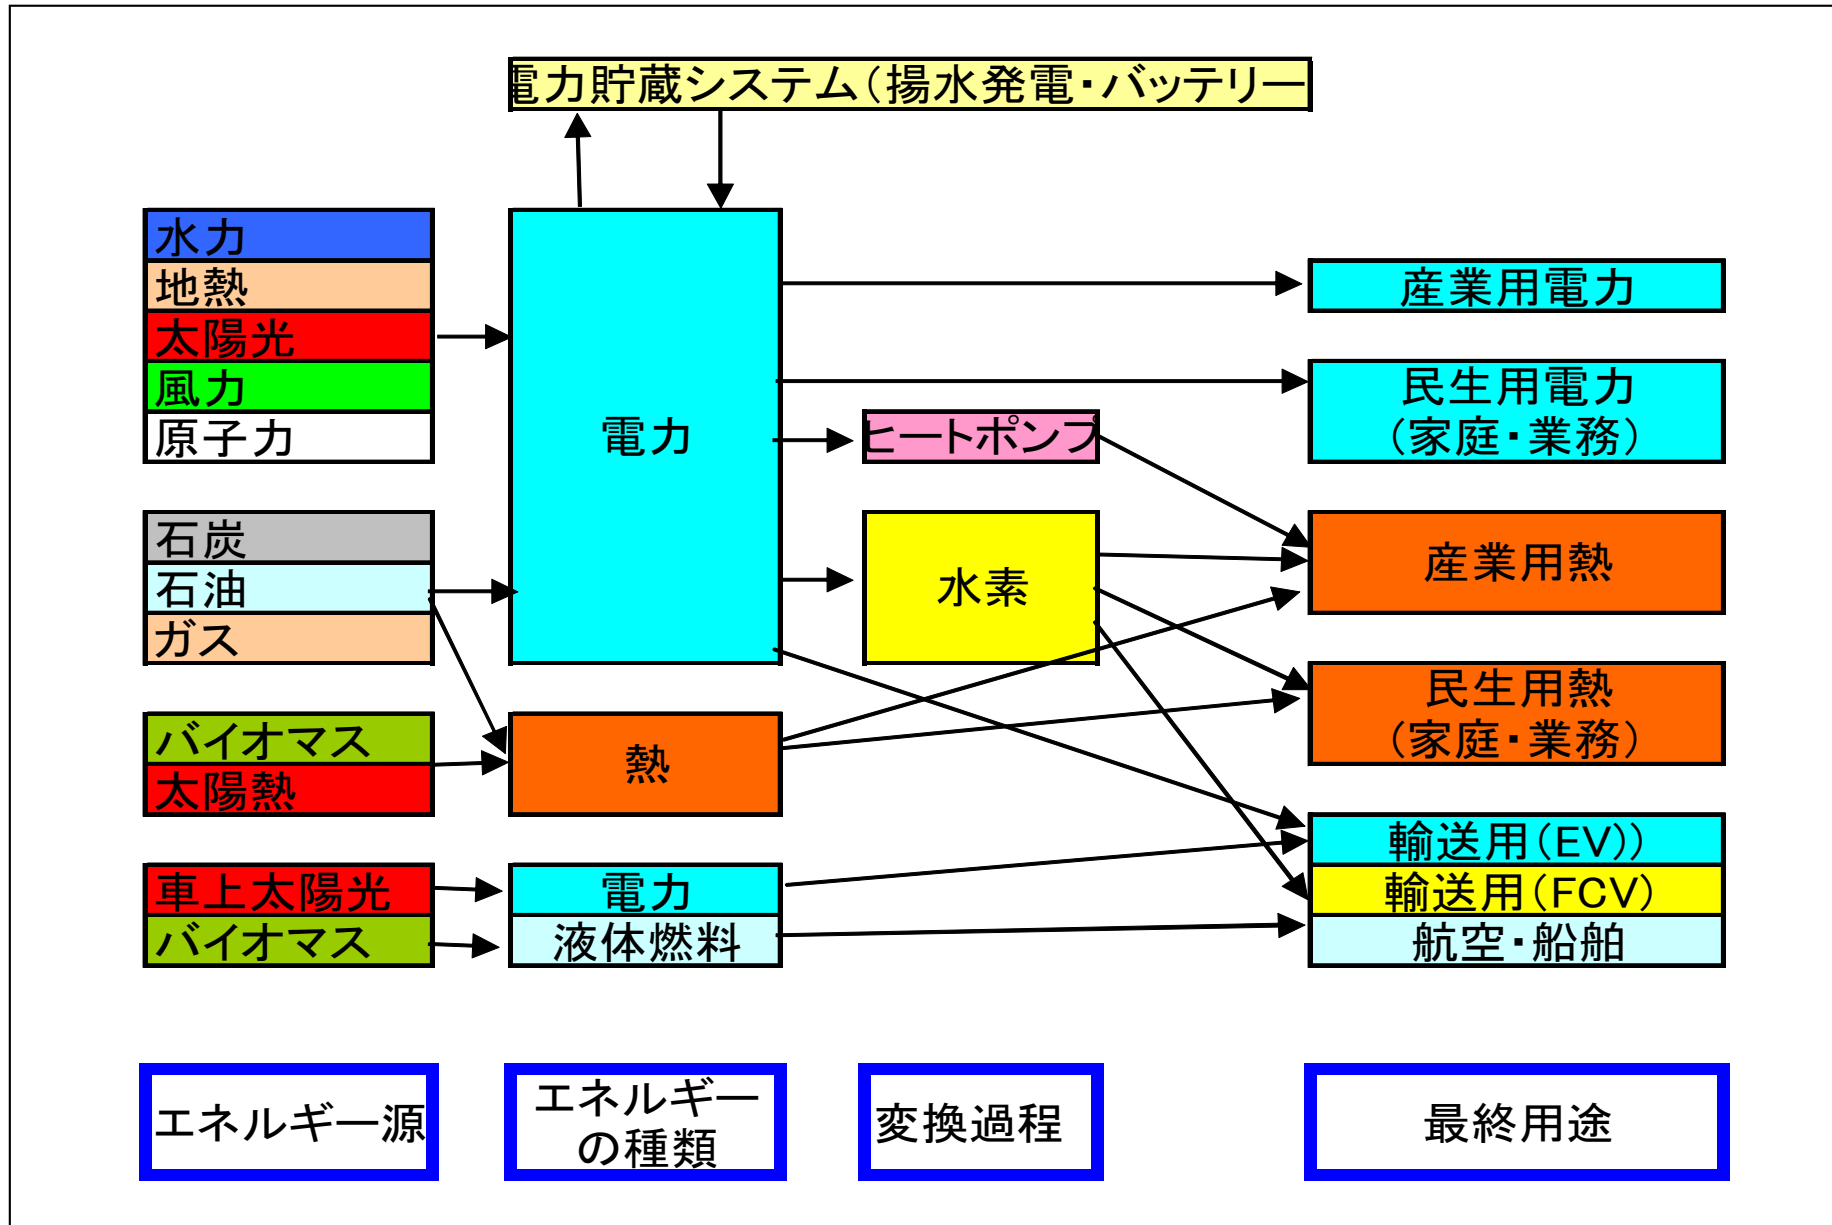 電力貯蔵システム(揚水発電・バッテリー
水力
地熱
太陽光
風力
原子力
石炭
石油
ガス
バイオマス
太陽熱
車上太陽光
バイオマス
電力
熱
電力
液体燃料
ヒートポンプ
水素
産業用電力
民生用電力
(家庭・業務)
産業用熱
民生用熱
(家庭・業務)
輸送用(EV))
輸送用(FCV)
航空・船舶
エネルギー源
エネルギー
の種類
変換過程
最終用途